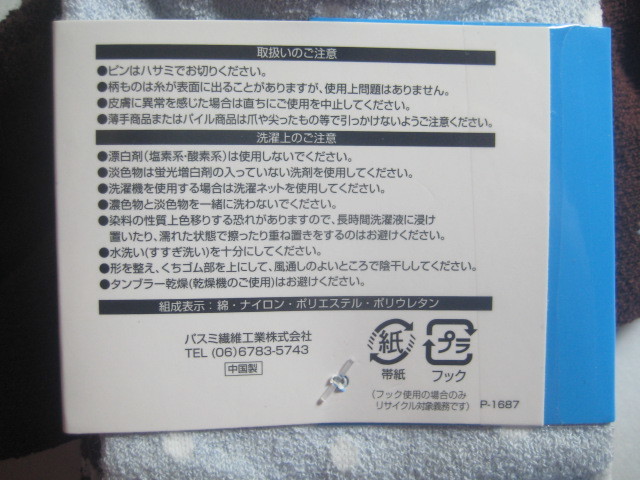 取扱いのご注意
●ピンはハサミでお切りください。
●柄ものは糸が表面に出ることがありますが、使用上問題はありません。
●皮膚に異常を感じた場合は直ちにご使用を中止してください。
●薄手商品またはパイル商品は爪や尖ったもの等で引っかけないようご注意ください。
洗濯上のご注意
●漂白剤(塩素系・酸素系)は使用しないでください。
●淡色物は蛍光増白剤の入っていない洗剤を使用してください。
●洗濯機を使用する場合は洗濯ネットを使用してください。
●濃色物と淡色物を一緒に洗わないでください。
●染料の性質上色移りする恐れがありますので、長時間洗濯液に浸け
置いたり、濡れた状態で擦ったり重ね置きをするのはお避けください。
●水洗い(すすぎ洗い)を十分にしてください。
●形を整え、くちゴム部を上にして、風通しのよいところで陰干ししてください。
●タンブラー乾燥(乾燥機のご使用)はお避けください。
組成表示:綿・ナイロン・ポリエステル・ポリウレタン
パスミ繊維工業株式会社
TEL (06)6783-5743
中国製
紙
帯紙
プラ
フック
(フック使用の場合のみ
リサイクル対象義務です)
P-1687